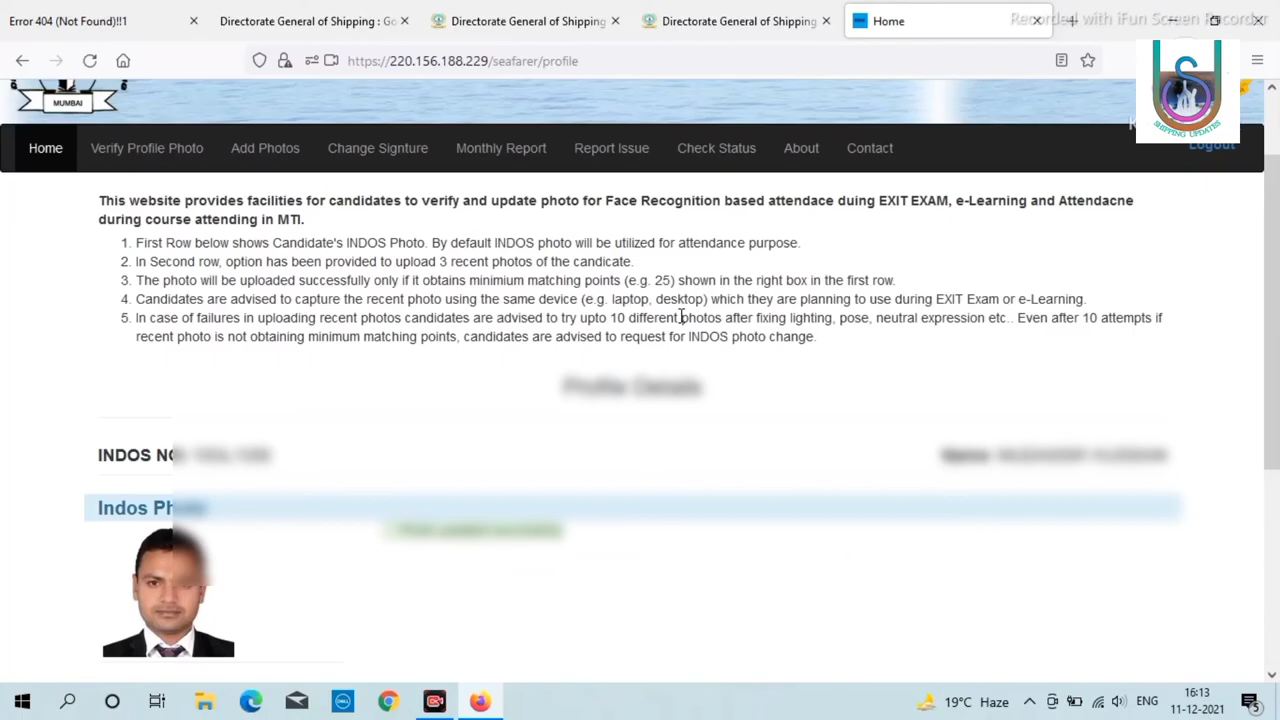 Error 404 (Not Found)!!1
Directorate General of Shipping : Go
Directorate General of Shipping
Directorate General of Shipping
Home
Recorded with iFun Screen Recorder
https://220.156.188.229/seafarer/profile
SHIPPING UPDATES
MUMBAI
Home
Verify Profile Photo
Add Photos
Change Signture
Monthly Report
Report Issue
Check Status
About
Contact
Logout
This website provides facilities for candidates to verify and update photo for Face Recognition based attendace duing EXIT EXAM, e-Learning and Attendacne
during course attending in MTI.
1. First Row below shows Candidate's INDOS Photo. By default INDOS photo will be utilized for attendance purpose.
2. In Second row, option has been provided to upload 3 recent photos of the candicate.
3. The photo will be uploaded successfully only if it obtains minimum matching points (e.g. 25) shown in the right box in the first row.
4. Candidates are advised to capture the recent photo using the same device (e.g. laptop, desktop) which they are planning to use during EXIT Exam or e-Learning.
5. In case of failures in uploading recent photos candidates are advised to try upto 10 different photos after fixing lighting, pose, neutral expression etc.. Even after 10 attempts if
recent photo is not obtaining minimum matching points, candidates are advised to request for INDOS photo change.
Profile Details
INDOS NO
Name
Indos Photo
DELL
19°C Haze
ENG
16:13
11-12-2021
5